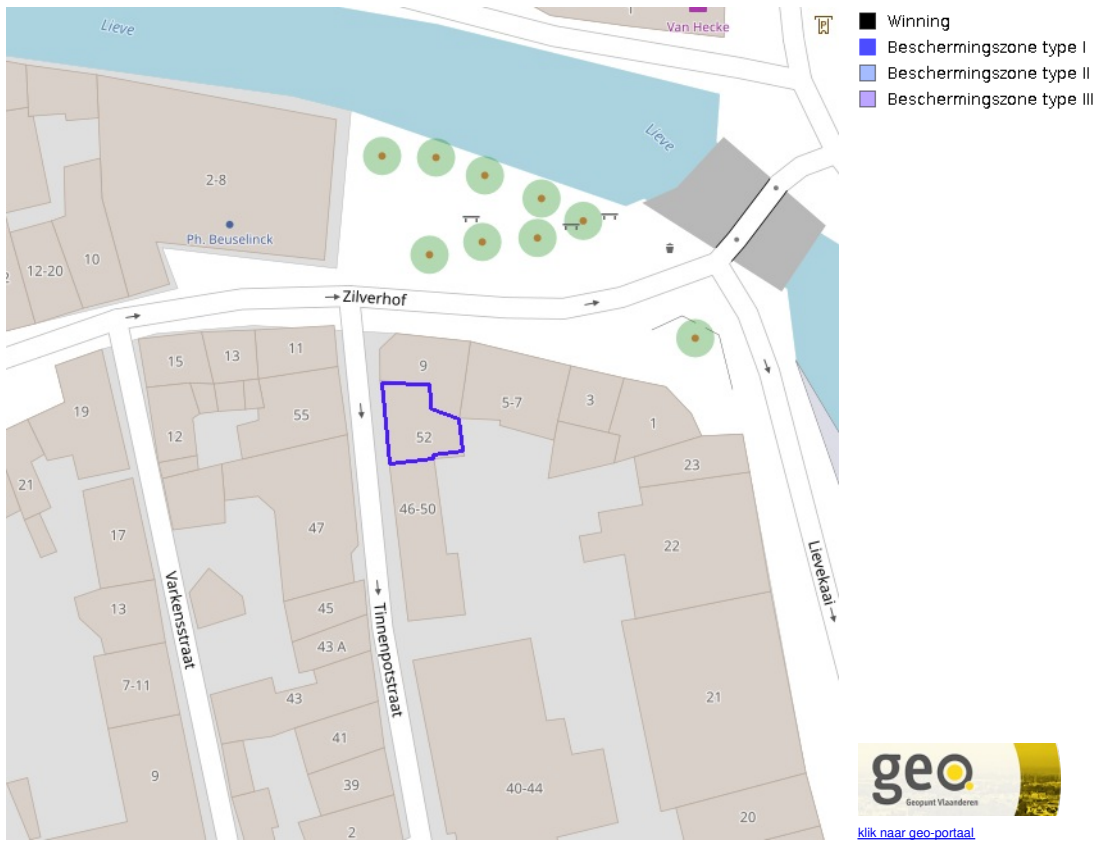 Lieve
Van Hecke
P
Winning
Beschermingszone type I
Beschermingszone type II
Beschermingszone type III
Lieve
2-8
Ph. Beuselinck
12-20
10
2
Zilverhof
15
13
11
9
19
55
5-7
3
1
12
52
23
21
46-50
17
47
22
Lievekaai
13
45
Varkensstraat
Tinnenpotstraat
43 A
7-11
43
21
41
9
39
40-44
20
2
geo.
Geopunt Vlaanderen
klik naar geo-portaal